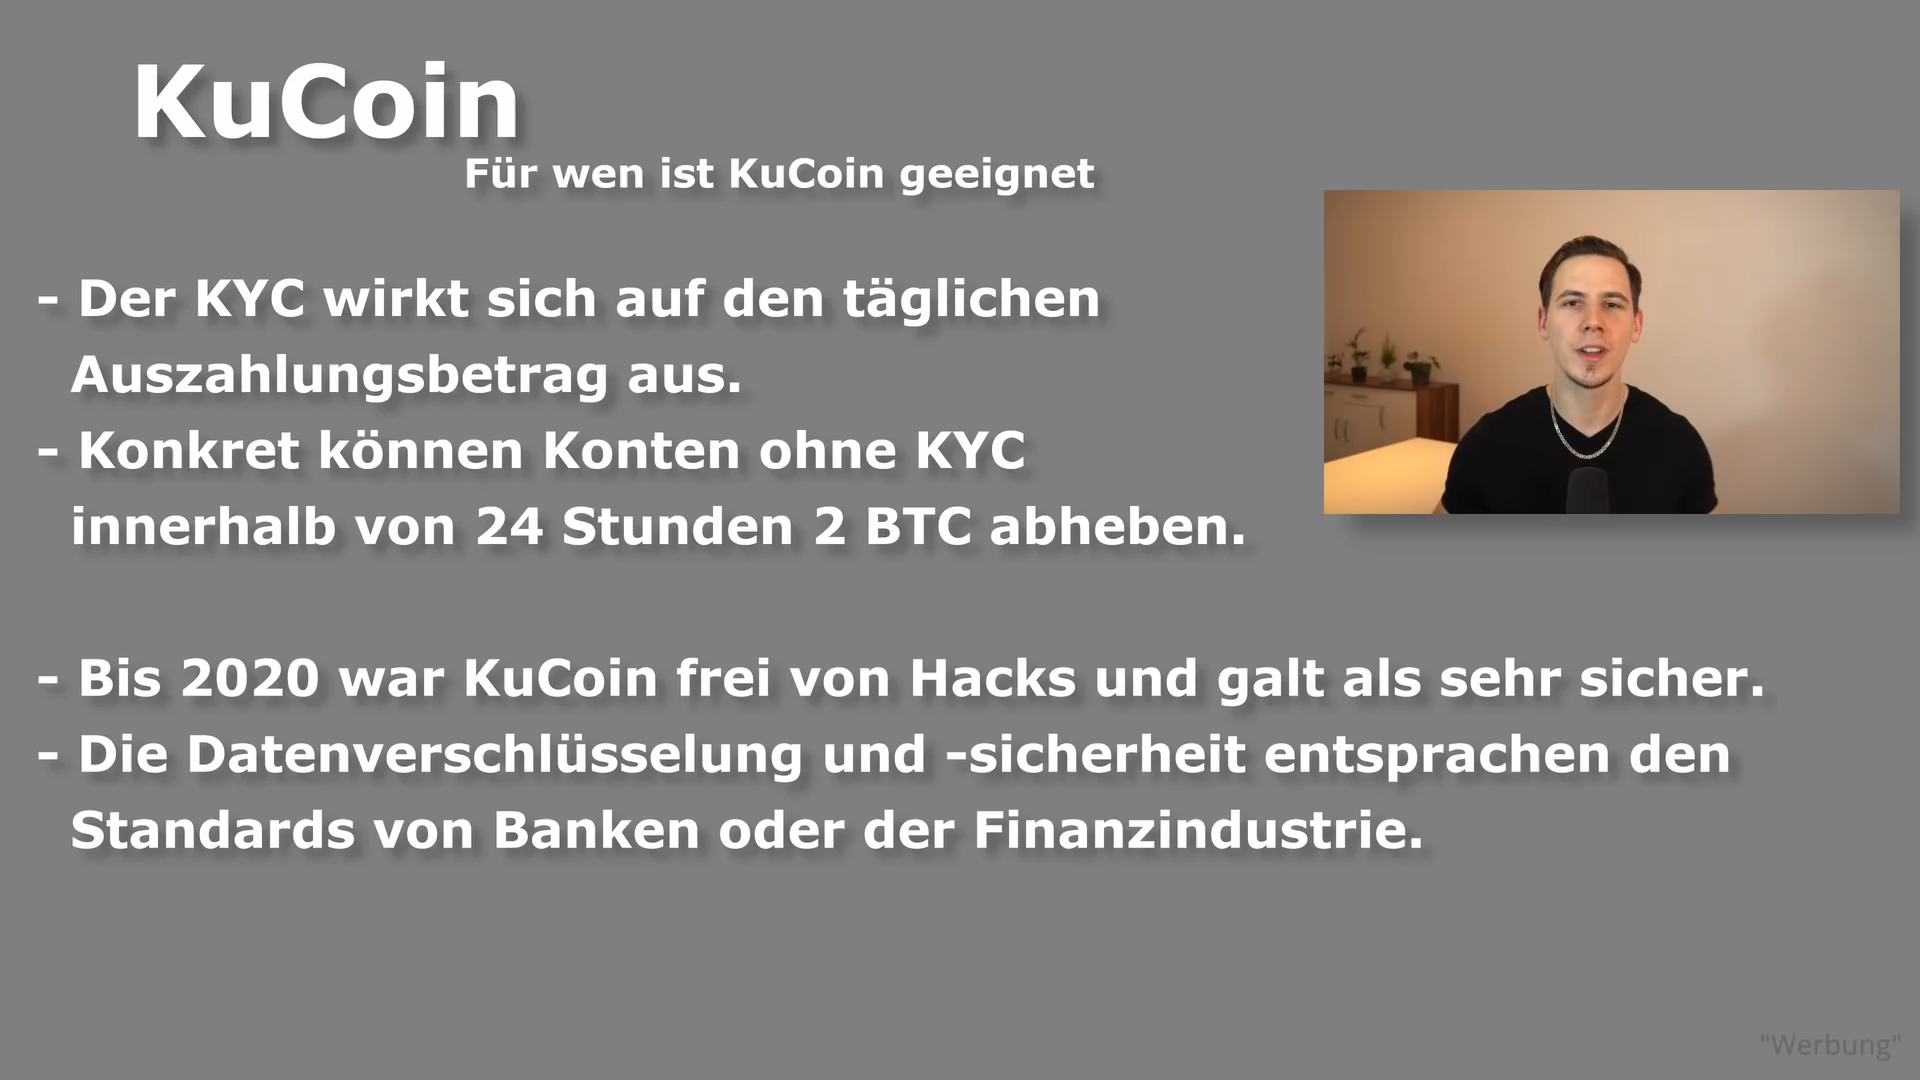 KuCoin
Für wen ist KuCoin geeignet
- Der KYC wirkt sich auf den täglichen
Auszahlungsbetrag aus.
- Konkret können Konten ohne KYC
innerhalb von 24 Stunden 2 BTC abheben.
- Bis 2020 war KuCoin frei von Hacks und galt als sehr sicher.
- Die Datenverschlüsselung und -sicherheit entsprachen den
Standards von Banken oder der Finanzindustrie.
"Werbung"